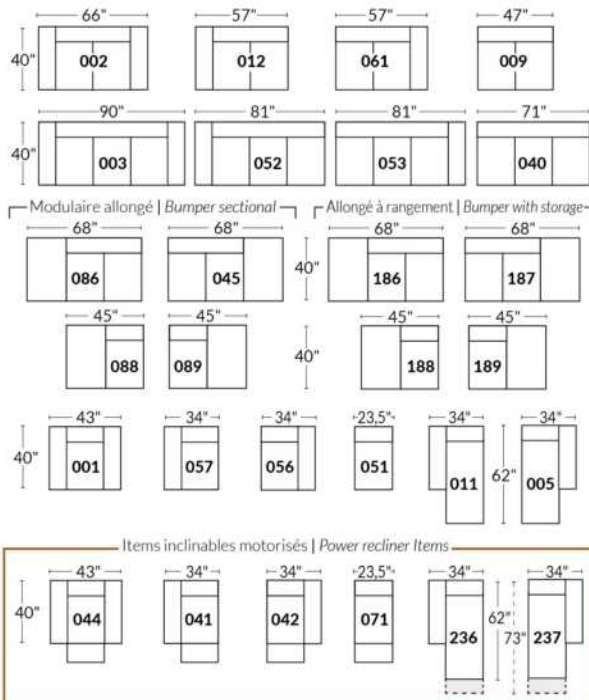 66" 57" 57" 47"
40" 002 012 061 009
90" 81" 81" 71"
40" 003 052 053 040
Modulaire allongé | Bumper sectional Allongé à rangement | Bumper with storage
68" 68" 68" 68"
086 045 40" 186 187
45" 45" 45" 45"
088 089 40" 188 189
43" 34" 34" 23,5" 34" 34"
40" 001 057 056 051 011 62" 005
Items inclinables motorisés | Power recliner Items
43" 34" 34" 23,5" 34" 34"
40" 044 041 042 071 236 62" 73" 237